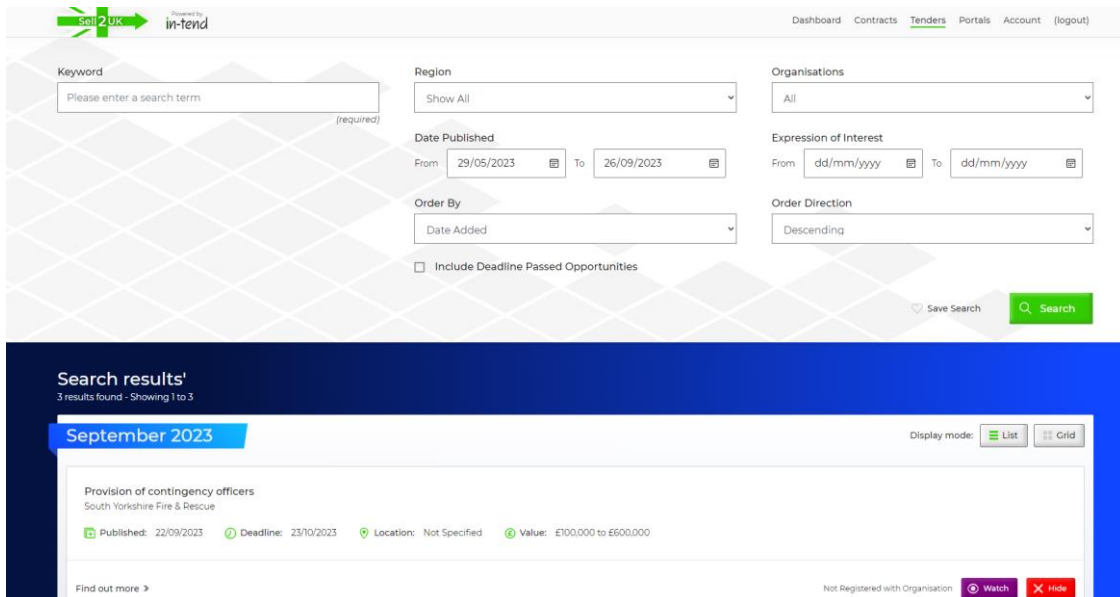 Sell 2 UK
Powered by
in-tend
Dashboard Contracts Tenders Portals Account (logout)
Keyword
Please enter a search term
(required)
Region
Show All
Organisations
All
Date Published
From 29/05/2023 To 26/09/2023
Expression of Interest
From dd/mm/yyyy To dd/mm/yyyy
Order By
Date Added
Order Direction
Descending
Include Deadline Passed Opportunities
Save Search
Search
Search results'
3 results found - Showing 1 to 3
September 2023
Display mode: List Grid
Provision of contingency officers
South Yorkshire Fire & Rescue
Published: 22/09/2023 Deadline: 23/10/2023 Location: Not Specified Value: £100,000 to £600,000
Find out more »
Not Registered with Organisation Watch Hide